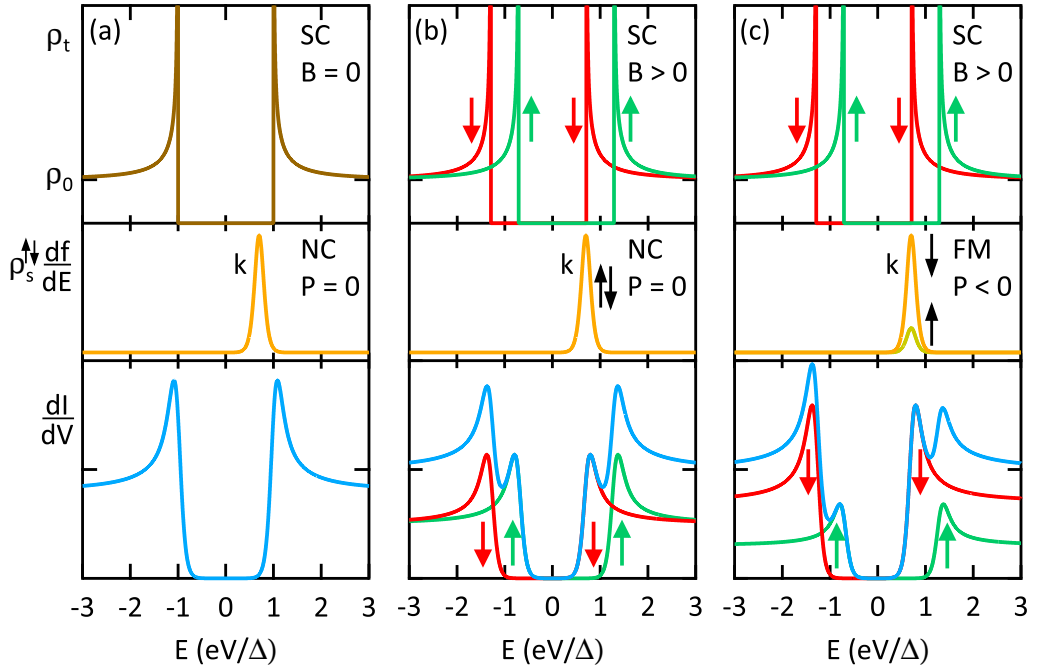 ρt
(a)
SC
B = 0
(b)
SC
B > 0
(c)
SC
B > 0
ρ0
ρs↑↓ df/dE
k
NC
P = 0
k
NC
P = 0
k
FM
P < 0
dI/dV
-3 -2 -1 0 1 2 3
-3 -2 -1 0 1 2 3
-3 -2 -1 0 1 2 3
E (eV/Δ)
E (eV/Δ)
E (eV/Δ)